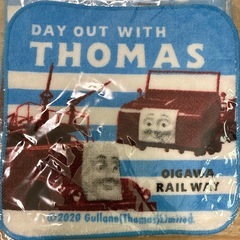 DAY OUT WITH
THOMAS
OIGAWA
RAILWAY
©2020 Gullane(Thomas)Limited.